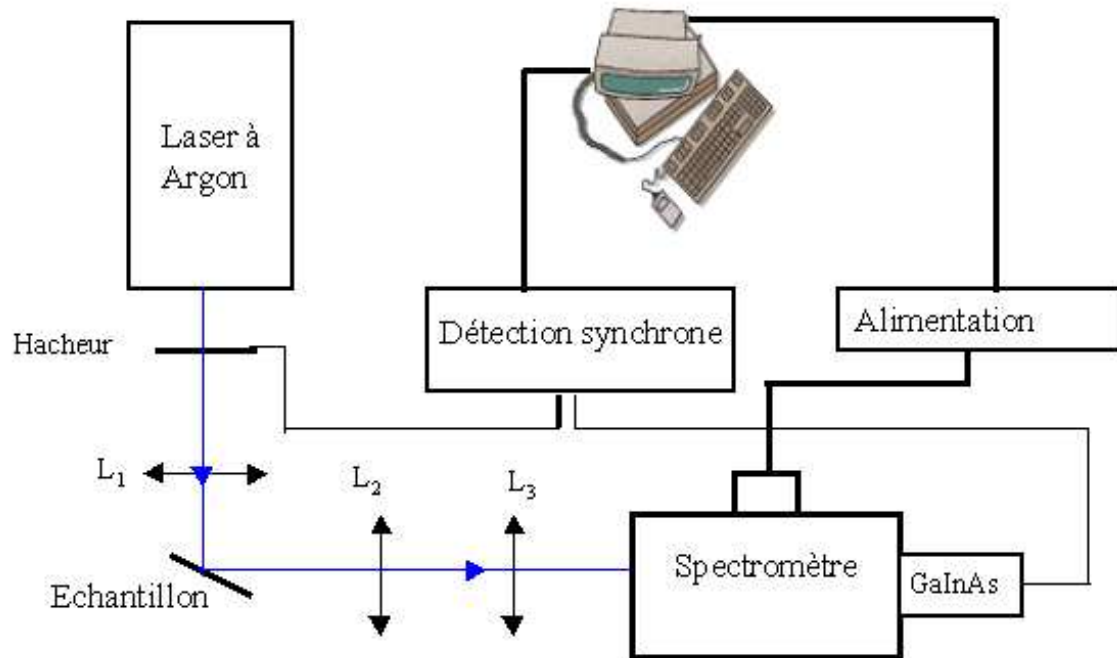 Laser à
Argon
Hacheur
Détection synchrone
Alimentation
L1
L2
L3
Echantillon
Spectromètre
GaInAs